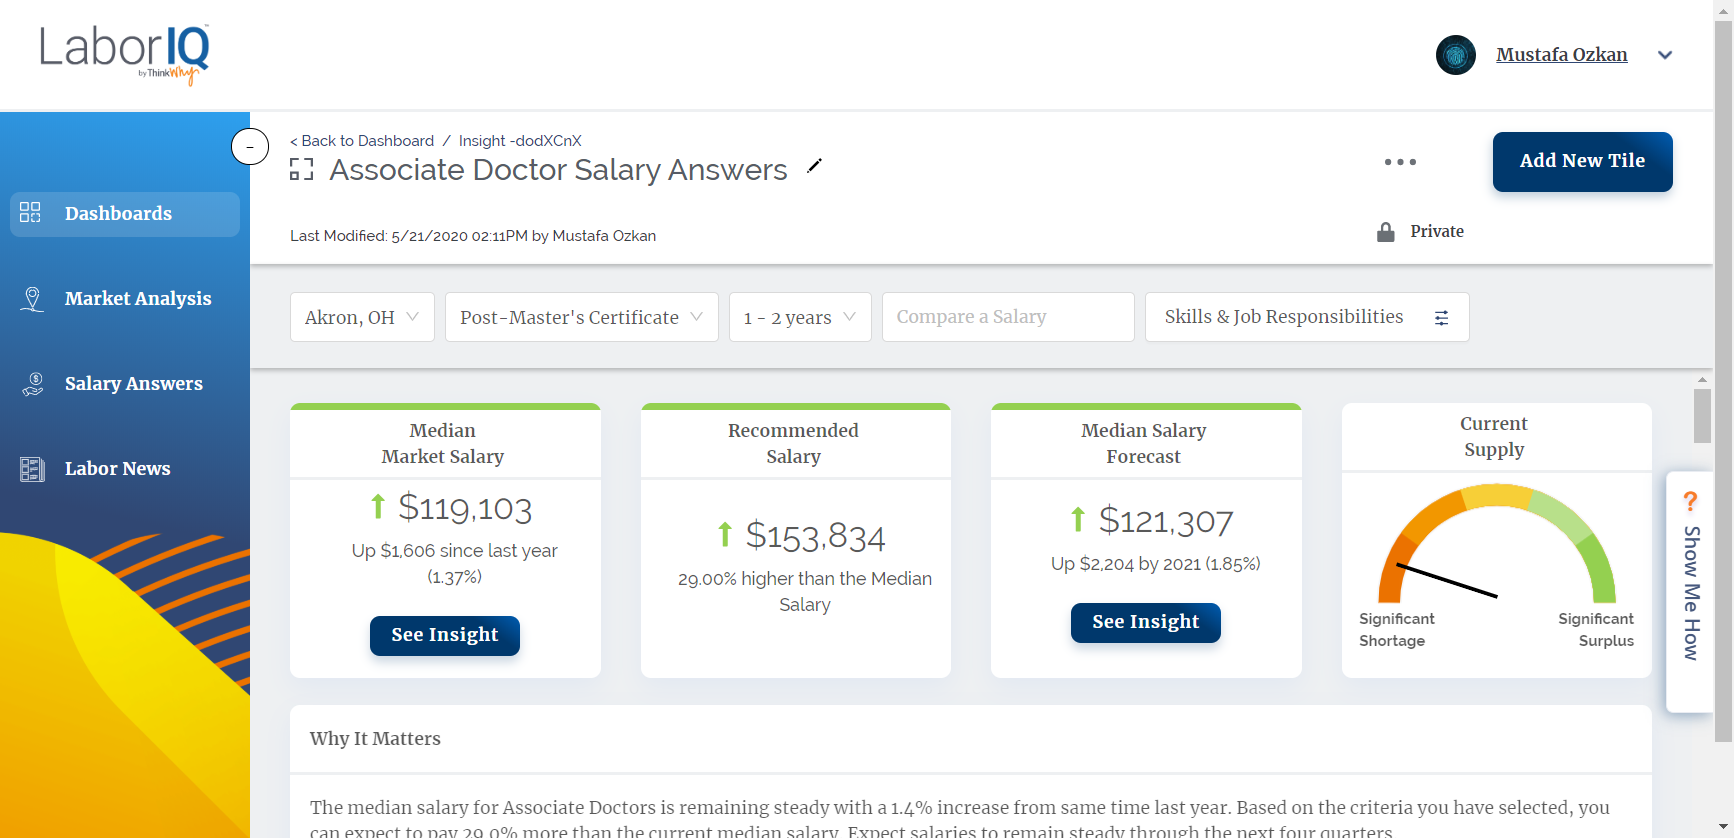 LaborIQ
by ThinkWhy
Mustafa Ozkan
-
< Back to Dashboard / Insight -dodXCnX
Associate Doctor Salary Answers
Add New Tile
Last Modified: 5/21/2020 02:11PM by Mustafa Ozkan
Private
Dashboards
Market Analysis
Salary Answers
Labor News
Akron, OH
Post-Master's Certificate
1 - 2 years
Compare a Salary
Skills & Job Responsibilities
Median
Market Salary
$119,103
Up $1,606 since last year
(1.37%)
See Insight
Recommended
Salary
$153,834
29.00% higher than the Median
Salary
Median Salary
Forecast
$121,307
Up $2,204 by 2021 (1.85%)
See Insight
Current
Supply
Significant
Shortage
Significant
Surplus
? Show Me How
Why It Matters
The median salary for Associate Doctors is remaining steady with a 1.4% increase from same time last year. Based on the criteria you have selected, you
can expect to pay 29.0% more than the current median salary. Expect salaries to remain steady through the next four quarters.